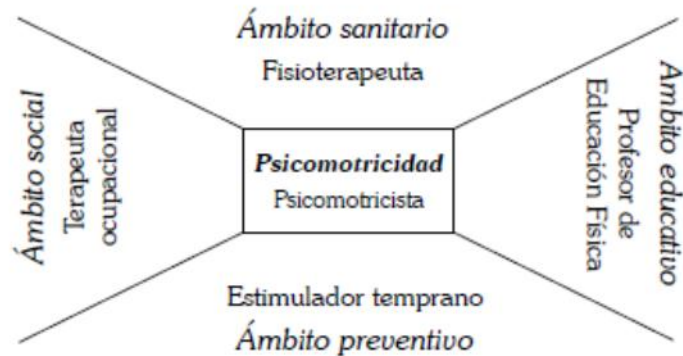 Ámbito sanitario
Fisioterapeuta
Ámbito social
Terapeuta
ocupacional
Psicomotricidad
Psicomotricista
Ámbito educativo
Profesor de
Educación Física
Estimulador temprano
Ámbito preventivo